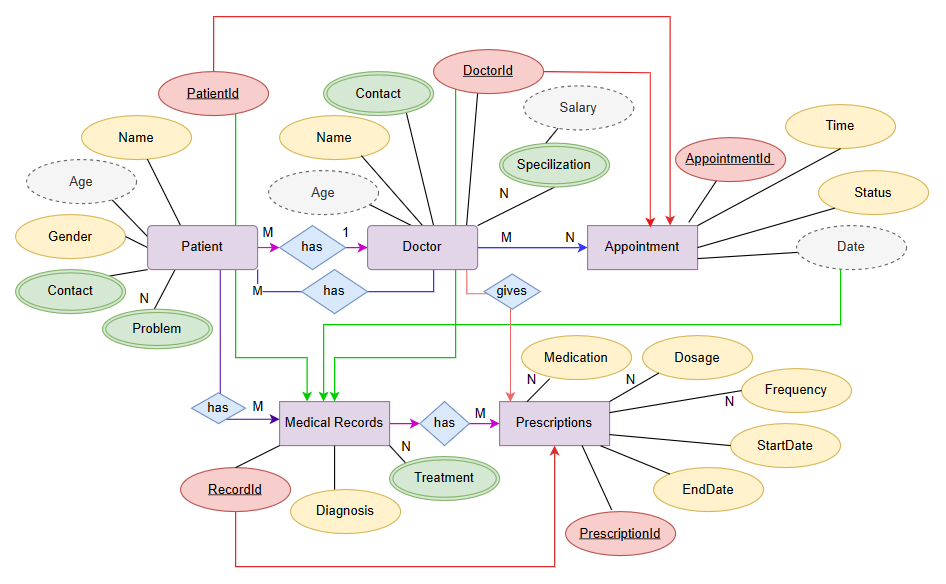 DoctorId
PatientId
Contact
Salary
Name
Name
Time
AppointmentId
Specilization
Age
Age
N
Status
Gender
Patient
M
has
1
Doctor
M
N
Appointment
Date
Contact
M
has
gives
N
Problem
Medication
Dosage
N
N
Frequency
N
has
M
Medical Records
has
M
Prescriptions
N
StartDate
Treatment
RecordId
EndDate
Diagnosis
PrescriptionId